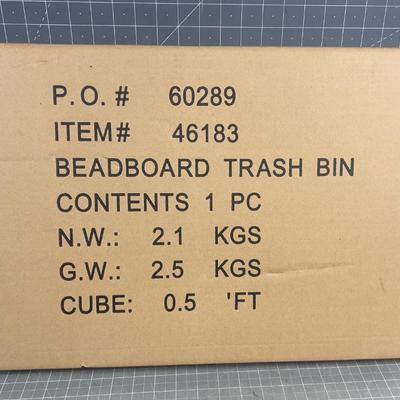 P.O. # 60289
ITEM# 46183
BEADBOARD TRASH BIN
CONTENTS 1 PC
N.W.: 2.1 KGS
G.W.: 2.5 KGS
CUBE: 0.5 'FT